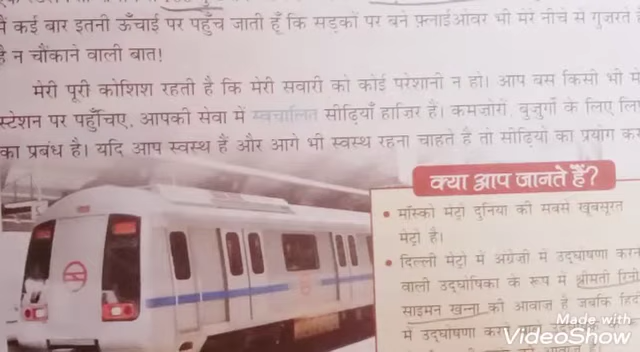 में कई बार इतनी ऊँचाई पर पहुँच जाती हूँ कि सड़कों पर बने फ़्लाईओवर भी मेरे नीचे से गुज़रते
है न चौंकाने वाली बात!
मेरी पूरी कोशिश रहती है कि मेरी सवारी को कोई परेशानी न हो। आप बस किसी भी
स्टेशन पर पहुँचिए, आपकी सेवा में स्वचालित सीढ़ियाँ हाज़िर हैं। कमज़ोरों, बुज़ुर्गों के लिए
का प्रबंध है। यदि आप स्वस्थ हैं और आगे भी स्वस्थ रहना चाहते हैं तो सीढ़ियों का प्रयोग
क्या आप जानते हैं?
• मॉस्को मेट्रो दुनिया की सबसे खूबसूरत
मेट्रो है।
• दिल्ली मेट्रो में अंग्रेज़ी में उद्घोषणा
वाली उद्घोषिका के रूप में श्रीमती
साइमन खन्ना की आवाज़ है जबकि
में उद्घोषणा
Made with
VideoShow